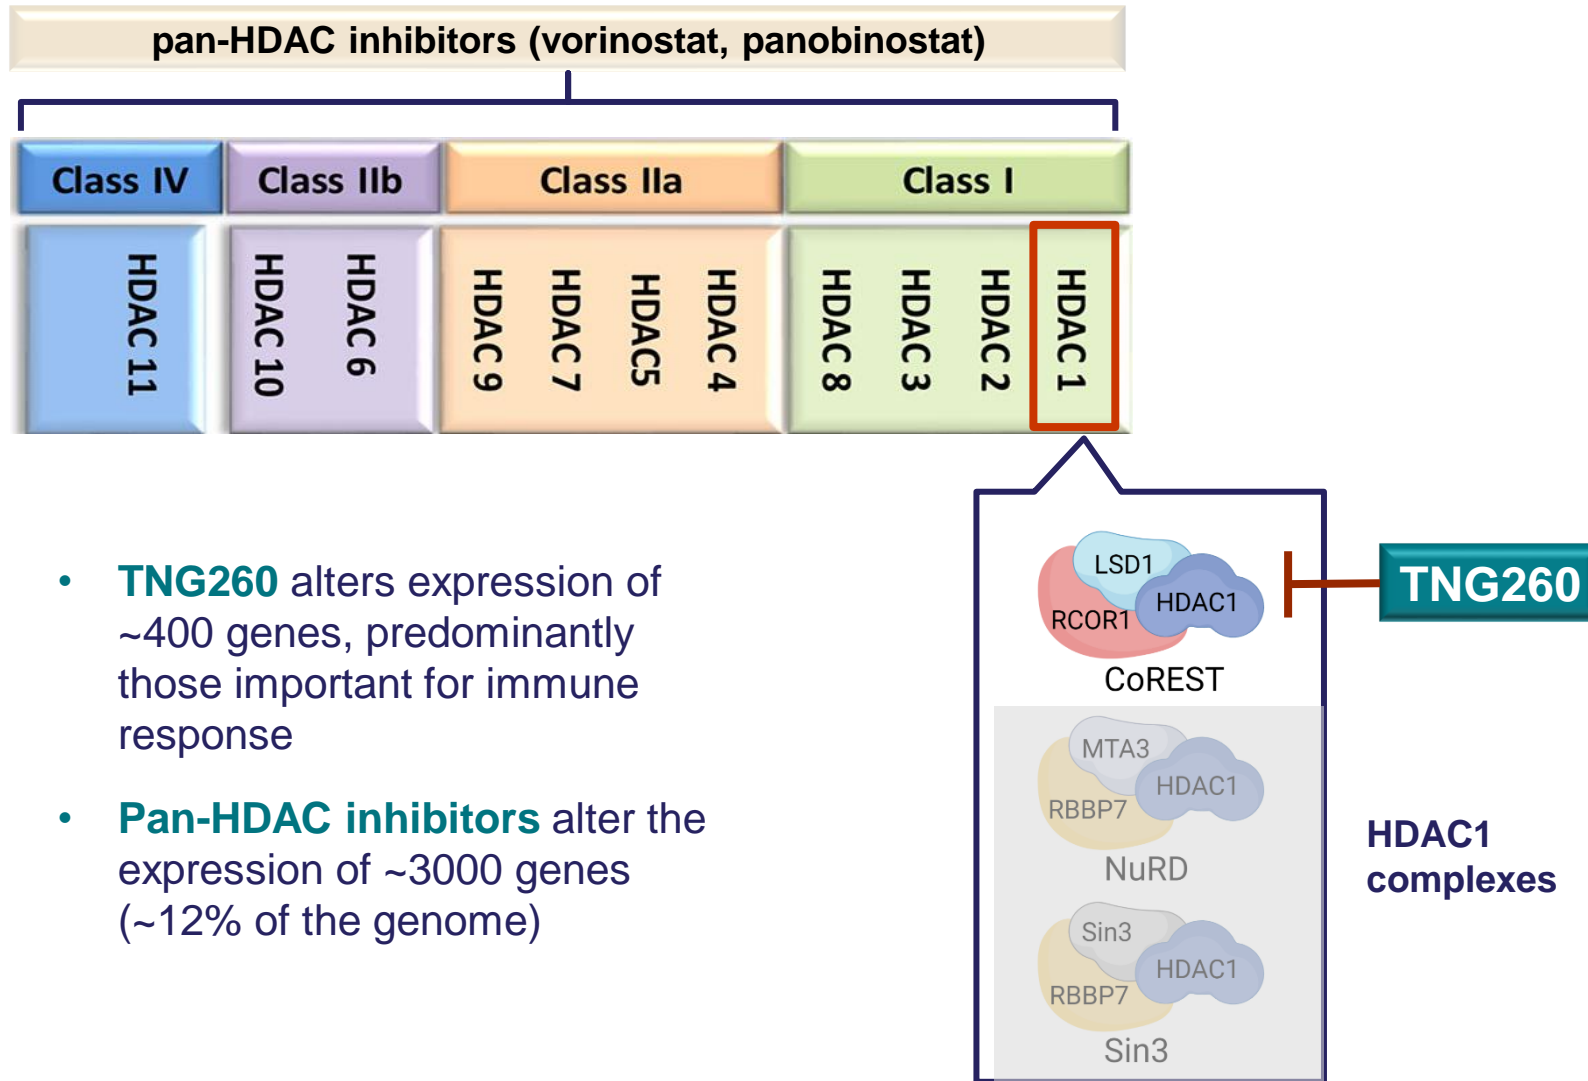 pan-HDAC inhibitors (vorinostat, panobinostat)
Class IV
Class IIb
Class IIa
Class I
HDAC 11
HDAC 10
HDAC 6
HDAC 9
HDAC 7
HDAC5
HDAC 4
HDAC 8
HDAC 3
HDAC 2
HDAC 1
• TNG260 alters expression of
~400 genes, predominantly
those important for immune
response
• Pan-HDAC inhibitors alter the
expression of ~3000 genes
(~12% of the genome)
LSD1
HDAC1
RCOR1
CoREST
TNG260
MTA3
HDAC1
RBBP7
NuRD
Sin3
HDAC1
RBBP7
Sin3
HDAC1
complexes